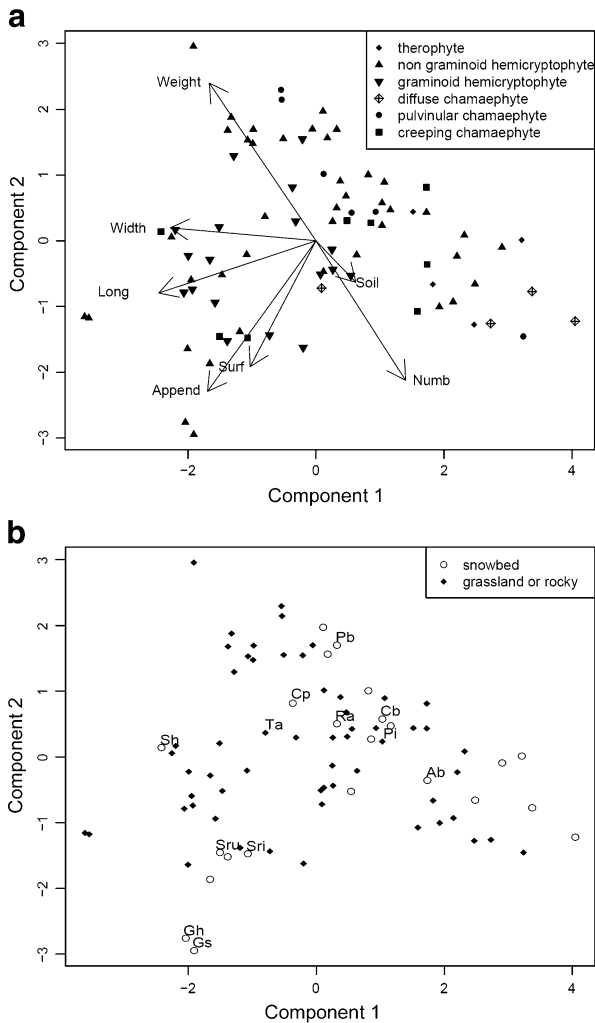 a
therophyte
non graminoid hemicryptophyte
graminoid hemicryptophyte
diffuse chamaephyte
pulvinular chamaephyte
creeping chamaephyte
3
2
1
0
−1
−2
−3
Component 2
Weight
Width
Long
Soil
Surf
Append
Numb
−2 0 2 4
Component 1
b
snowbed
grassland or rocky
3
2
1
0
−1
−2
−3
Component 2
Pb
Cp
Ra
Cb
Ta
Pi
Sh
Ab
Sru Sri
Gh
Gs
−2 0 2 4
Component 1